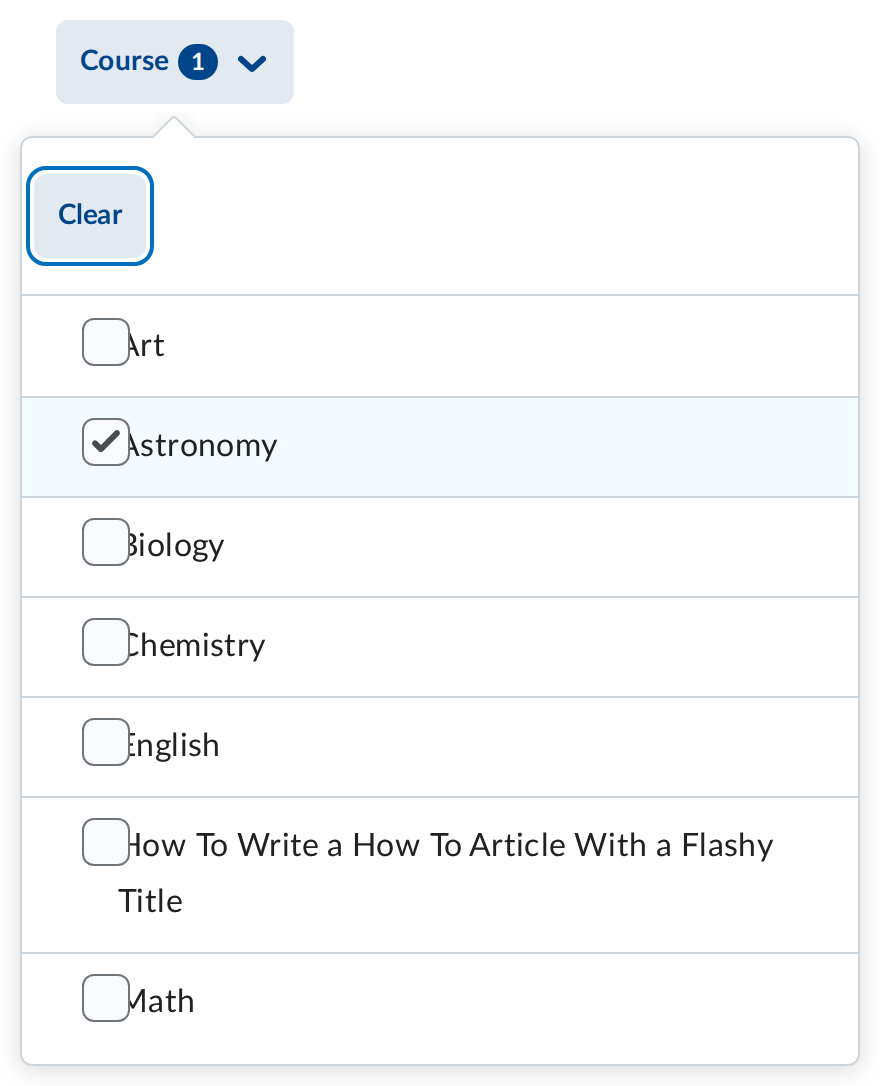 Course 1
Clear
Art
Astronomy
Biology
Chemistry
English
How To Write a How To Article With a Flashy
Title
Math